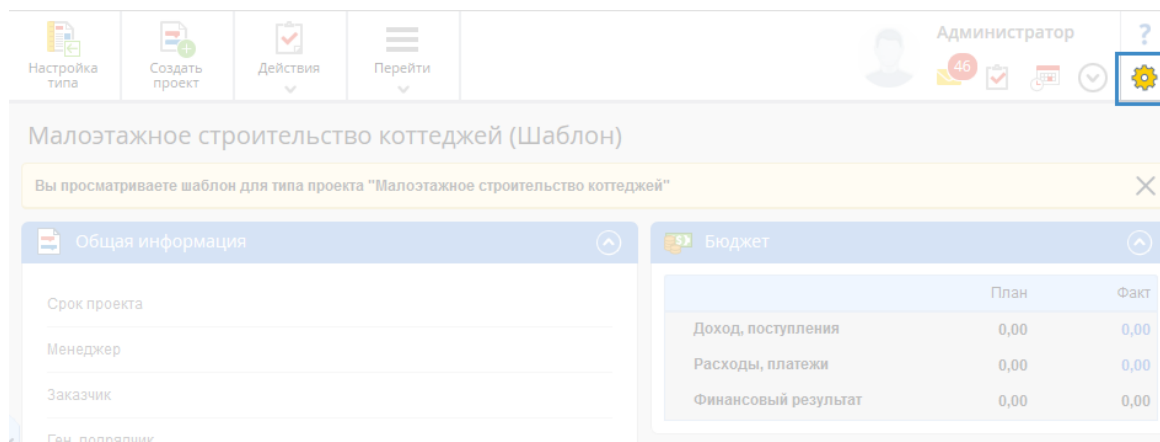 Настройка типа
Создать проект
Действия
Перейти
Администратор
?
46
Малоэтажное строительство коттеджей (Шаблон)
Вы просматриваете шаблон для типа проекта "Малоэтажное строительство коттеджей"
Общая информация
Срок проекта
Менеджер
Заказчик
Ген. подрядчик
Бюджет
План Факт
Доход, поступления 0,00 0,00
Расходы, платежи 0,00 0,00
Финансовый результат 0,00 0,00